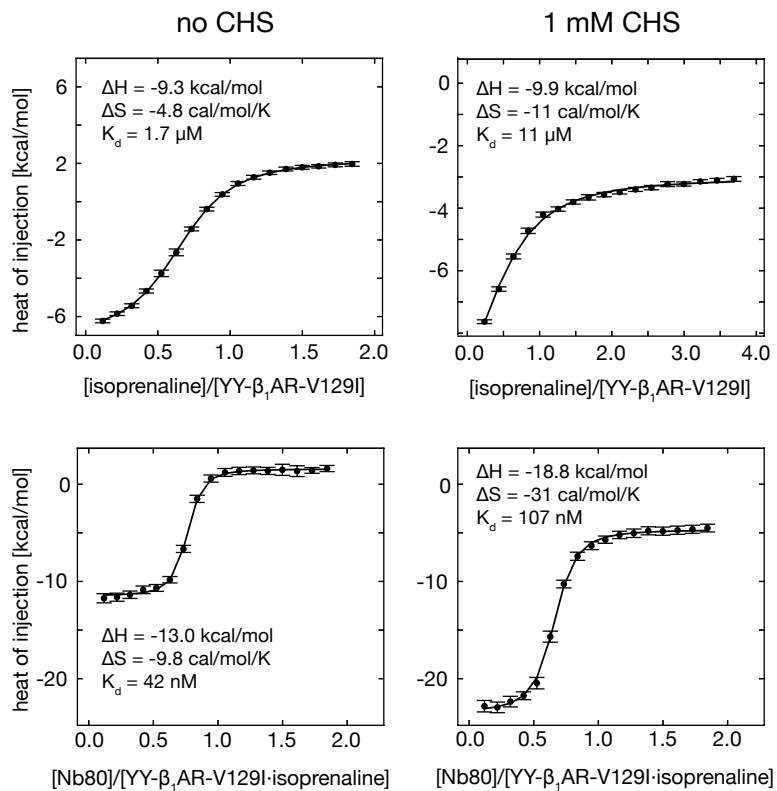 no CHS
1 mM CHS
heat of injection [kcal/mol]
6
2
-2
-6
ΔH = -9.3 kcal/mol
ΔS = -4.8 cal/mol/K
K_d = 1.7 μM
0.0 0.5 1.0 1.5 2.0
[isoprenaline]/[YY-β₁AR-V129I]
0
-2
-4
-6
ΔH = -9.9 kcal/mol
ΔS = -11 cal/mol/K
K_d = 11 μM
0.0 1.0 2.0 3.0 4.0
[isoprenaline]/[YY-β₁AR-V129I]
heat of injection [kcal/mol]
0
-10
-20
ΔH = -13.0 kcal/mol
ΔS = -9.8 cal/mol/K
K_d = 42 nM
0.0 0.5 1.0 1.5 2.0
[Nb80]/[YY-β₁AR-V129I·isoprenaline]
0
-10
-20
ΔH = -18.8 kcal/mol
ΔS = -31 cal/mol/K
K_d = 107 nM
0.0 0.5 1.0 1.5 2.0
[Nb80]/[YY-β₁AR-V129I·isoprenaline]